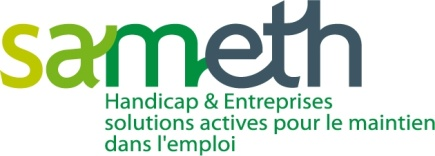 sameth
Handicap & Entreprises
solutions actives pour le maintien
dans l'emploi